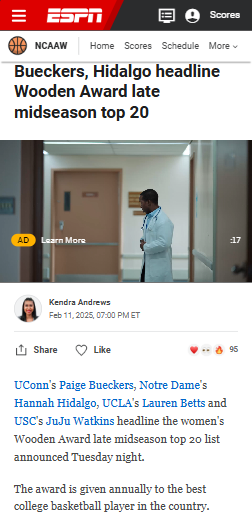 ESPN
Scores
NCAAW
Home Scores Schedule More
Bueckers, Hidalgo headline
Wooden Award late
midseason top 20
AD Learn More :17
Kendra Andrews
Feb 11, 2025, 07:00 PM ET
Share Like 95
UConn's Paige Bueckers, Notre Dame's
Hannah Hidalgo, UCLA's Lauren Betts and
USC's JuJu Watkins headline the women's
Wooden Award late midseason top 20 list
announced Tuesday night.
The award is given annually to the best
college basketball player in the country.